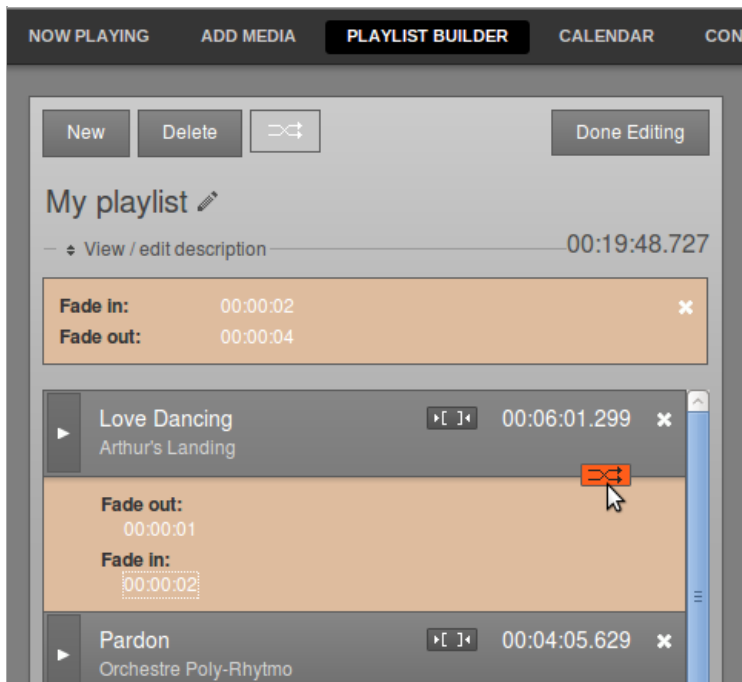 NOW PLAYING ADD MEDIA PLAYLIST BUILDER CALENDAR CON
New Delete Done Editing
My playlist
View / edit description 00:19:48.727
Fade in: 00:00:02
Fade out: 00:00:04
Love Dancing 00:06:01.299
Arthur's Landing
Fade out:
00:00:01
Fade in:
00:00:02
Pardon 00:04:05.629
Orchestre Poly-Rhytmo